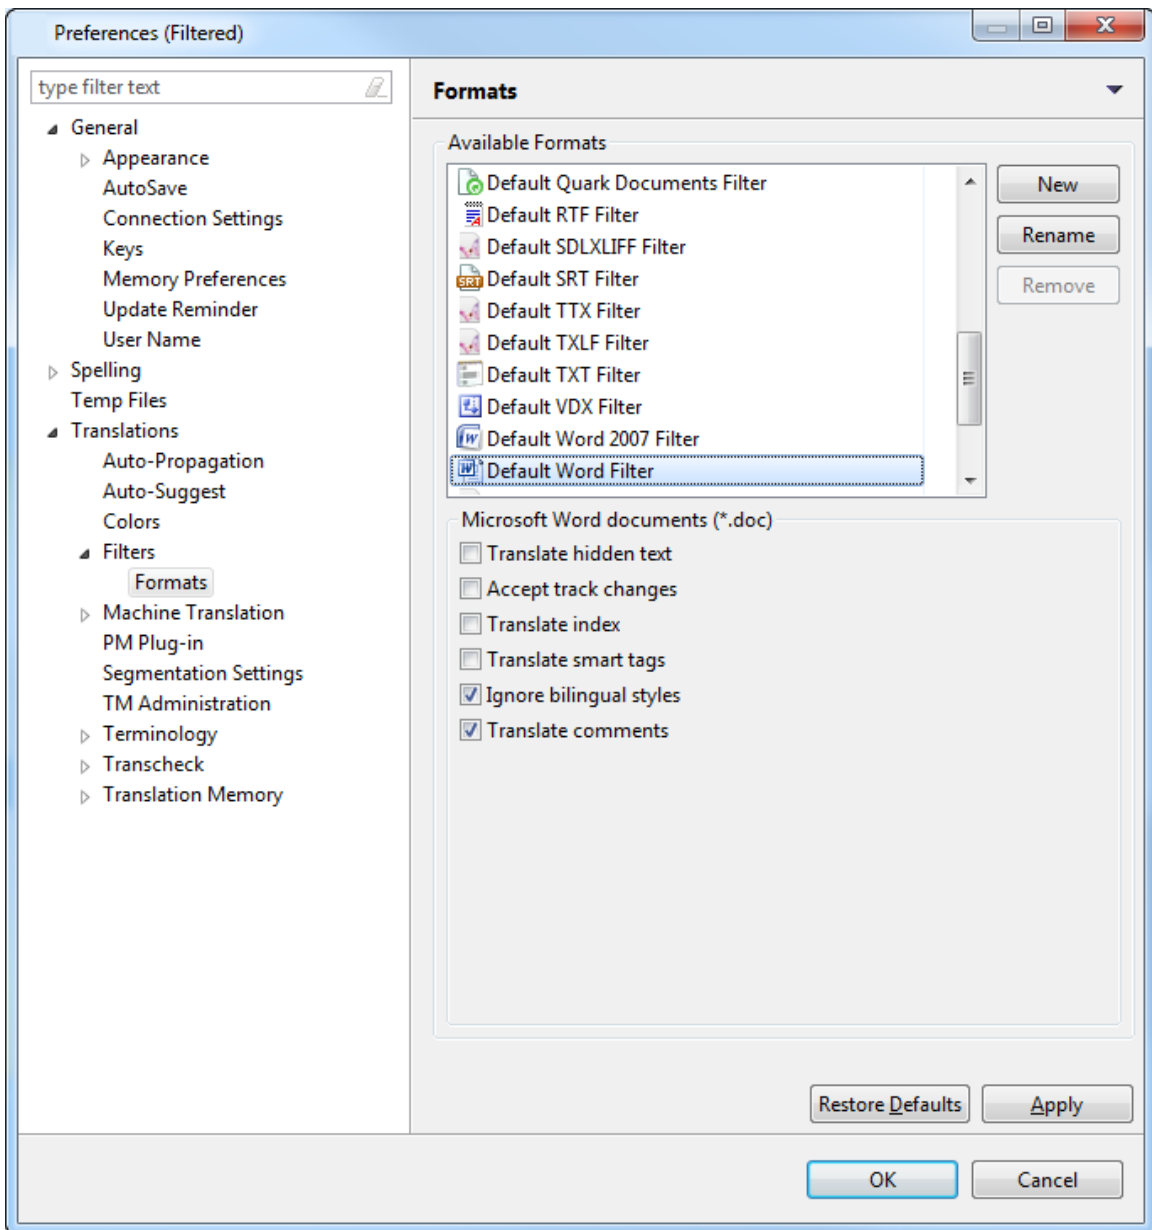 Preferences (Filtered)
type filter text
General
Appearance
AutoSave
Connection Settings
Keys
Memory Preferences
Update Reminder
User Name
Spelling
Temp Files
Translations
Auto-Propagation
Auto-Suggest
Colors
Filters
Formats
Machine Translation
PM Plug-in
Segmentation Settings
TM Administration
Terminology
Transcheck
Translation Memory
Formats
Available Formats
Default Quark Documents Filter
Default RTF Filter
Default SDLXLIFF Filter
SRT Default SRT Filter
Default TTX Filter
Default TXLF Filter
Default TXT Filter
Default VDX Filter
Default Word 2007 Filter
Default Word Filter
New
Rename
Remove
Microsoft Word documents (*.doc)
Translate hidden text
Accept track changes
Translate index
Translate smart tags
Ignore bilingual styles
Translate comments
Restore Defaults
Apply
OK
Cancel